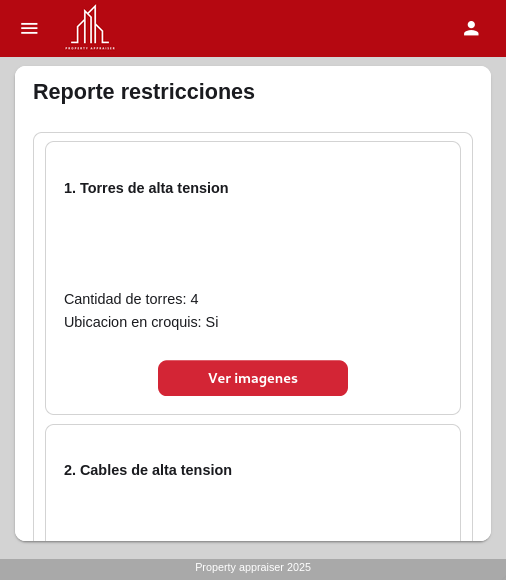 PROPERTY APPRAISER
Reporte restricciones
1. Torres de alta tension
Cantidad de torres: 4
Ubicacion en croquis: Si
Ver imagenes
2. Cables de alta tension
Property appraiser 2025